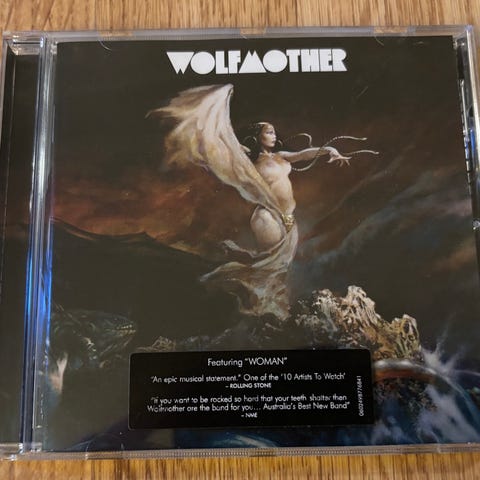 WOLFMOTHER
Featuring "WOMAN"
"An epic musical statement." One of the '10 Artists To Watch'
– ROLLING STONE
"If you want to be rocked so hard that your teeth shatter then
Wolfmother are the band for you... Australia's Best New Band"
– NME